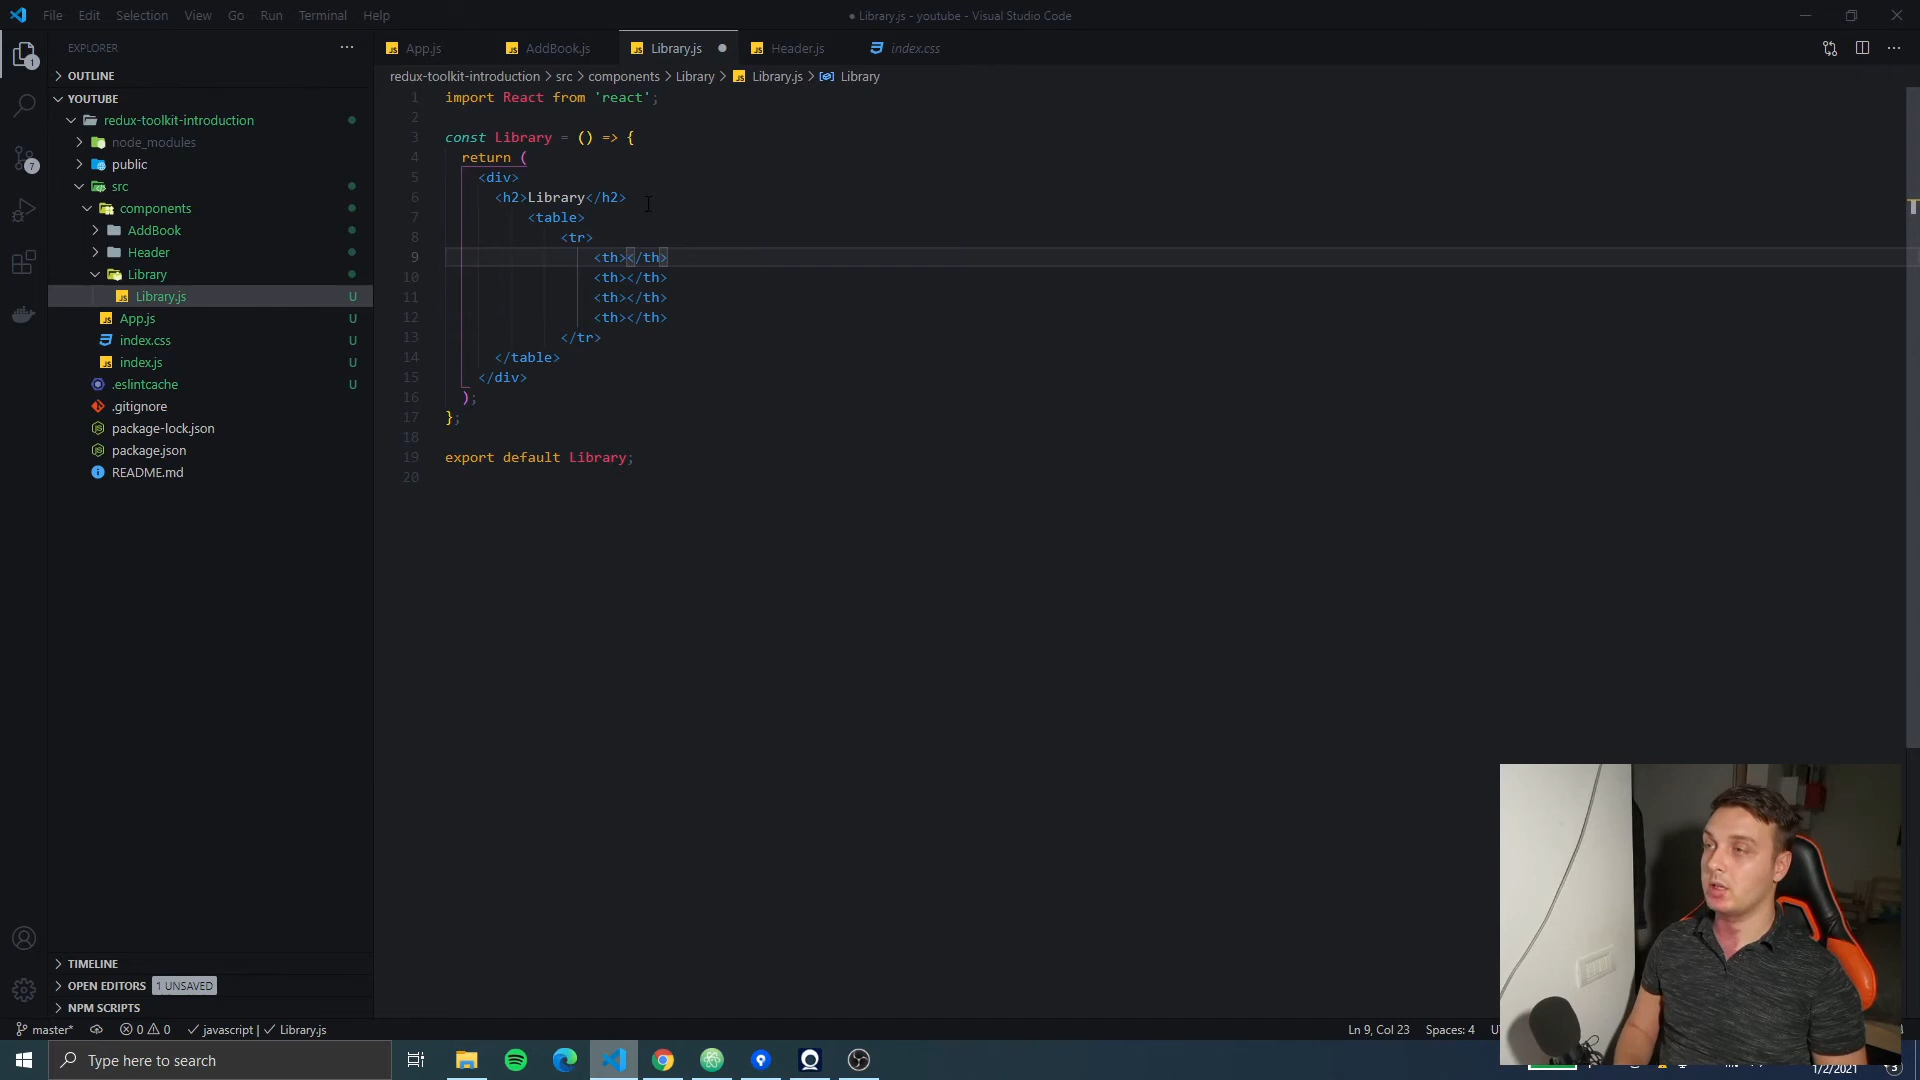 File Edit Selection View Go Run Terminal Help
● Library.js - youtube - Visual Studio Code
EXPLORER
App.js
AddBook.js
Library.js
Header.js
index.css
redux-toolkit-introduction > src > components > Library > Library.js > Library
OUTLINE
YOUTUBE
redux-toolkit-introduction
node_modules
public
src
components
AddBook
Header
Library
Library.js U
App.js U
index.css U
index.js U
.eslintcache U
.gitignore
package-lock.json
package.json
README.md
1 import React from 'react';
2
3 const Library = () => {
4 return (
5 <div>
6 <h2>Library</h2>
7 <table>
8 <tr>
9 <th></th>
10 <th></th>
11 <th></th>
12 <th></th>
13 </tr>
14 </table>
15 </div>
16 );
17 };
18
19 export default Library;
20
1
7
TIMELINE
OPEN EDITORS 1 UNSAVED
NPM SCRIPTS
master* 0 0 javascript | Library.js
Ln 9, Col 23 Spaces: 4
Type here to search
1/2/2021
3